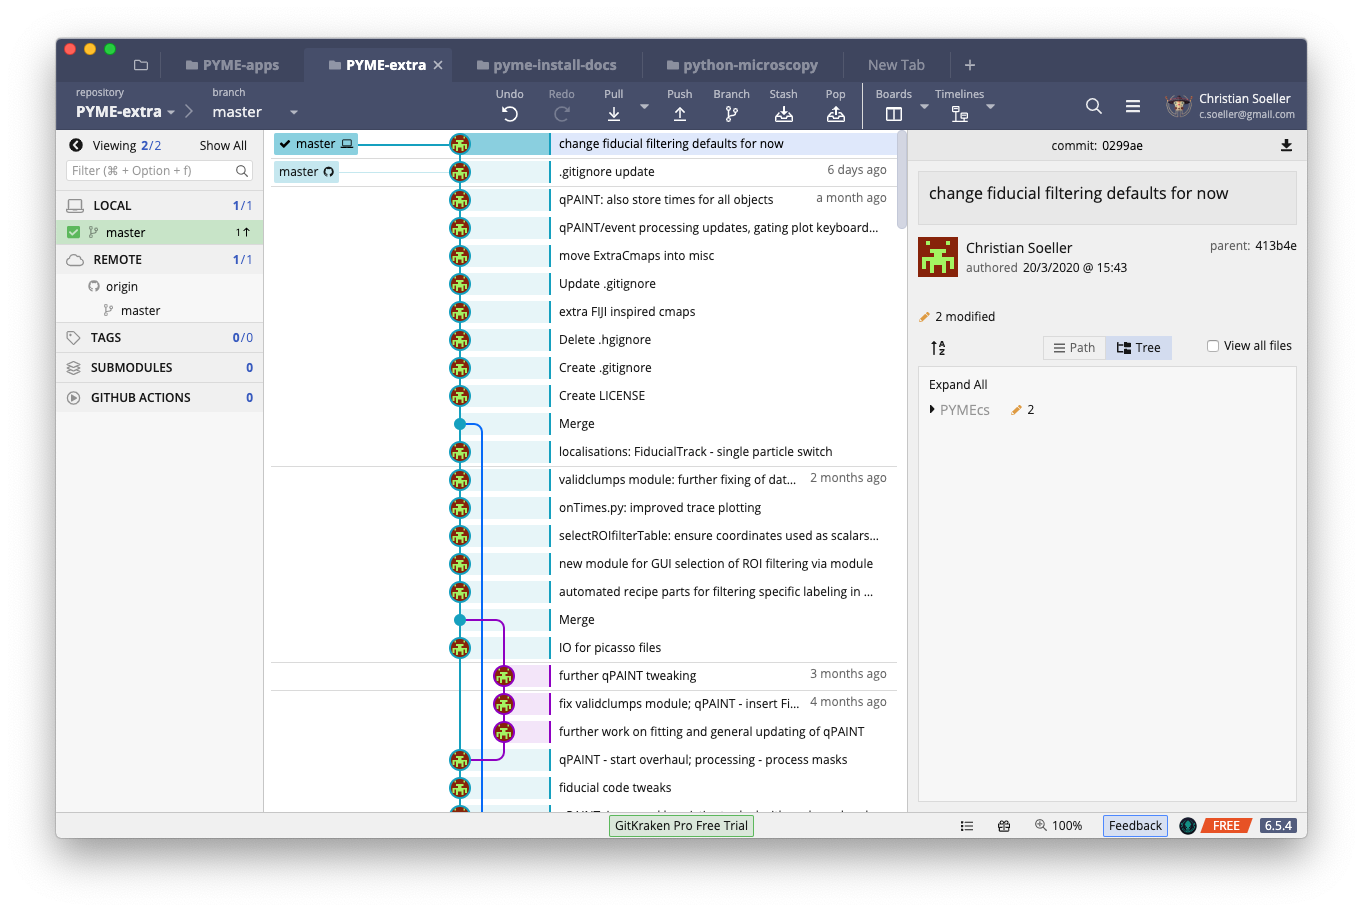 PYME-apps
PYME-extra
pyme-install-docs
python-microscopy
New Tab
repository
PYME-extra
branch
master
Undo
Redo
Pull
Push
Branch
Stash
Pop
Boards
Timelines
Christian Soeller
c.soeller@gmail.com
Viewing 2/2
Show All
Filter (⌘ + Option + f)
LOCAL 1/1
master 1↑
REMOTE 1/1
origin
master
TAGS 0/0
SUBMODULES 0
GITHUB ACTIONS 0
master change fiducial filtering defaults for now
master .gitignore update 6 days ago
qPAINT: also store times for all objects a month ago
qPAINT/event processing updates, gating plot keyboard...
move ExtraCmaps into misc
Update .gitignore
extra FIJI inspired cmaps
Delete .hgignore
Create .gitignore
Create LICENSE
Merge
localisations: FiducialTrack - single particle switch
validclumps module: further fixing of dat... 2 months ago
onTimes.py: improved trace plotting
selectROIfilterTable: ensure coordinates used as scalars...
new module for GUI selection of ROI filtering via module
automated recipe parts for filtering specific labeling in ...
Merge
IO for picasso files
further qPAINT tweaking 3 months ago
fix validclumps module; qPAINT - insert Fi... 4 months ago
further work on fitting and general updating of qPAINT
qPAINT - start overhaul; processing - process masks
fiducial code tweaks
commit: 0299ae
change fiducial filtering defaults for now
Christian Soeller
authored 20/3/2020 @ 15:43
parent: 413b4e
2 modified
Path
Tree
View all files
Expand All
PYMEcs 2
GitKraken Pro Free Trial
100%
Feedback
FREE
6.5.4